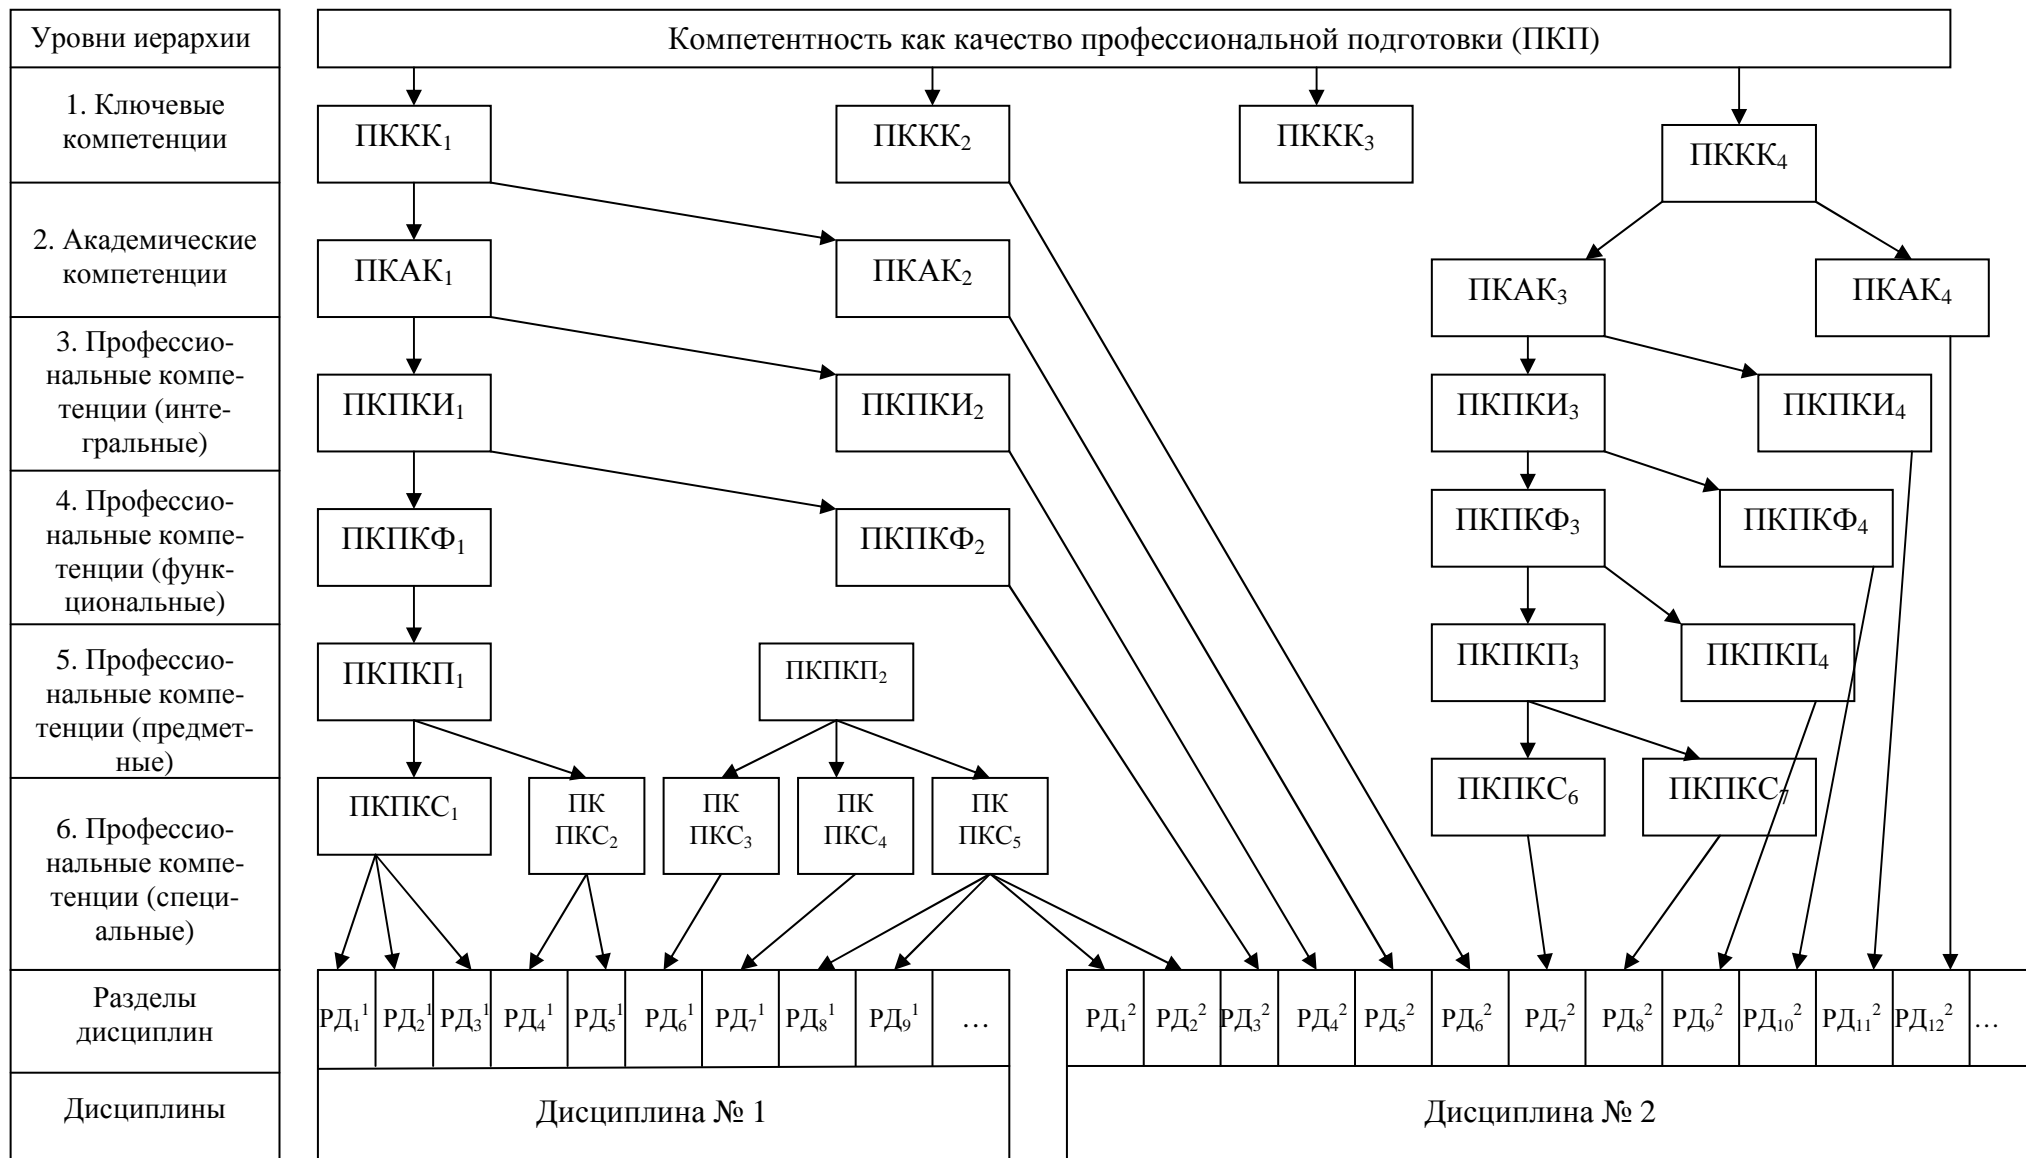 Уровни иерархии
Компетентность как качество профессиональной подготовки (ПКП)
1. Ключевые
компетенции
ПККК₁
ПККК₂
ПККК₃
ПККК₄
2. Академические
компетенции
ПКАК₁
ПКАК₂
ПКАК₃
ПКАК₄
3. Профессио-
нальные компе-
тенции (инте-
гральные)
ПКПКИ₁
ПКПКИ₂
ПКПКИ₃
ПКПКИ₄
4. Профессио-
нальные компе-
тенции (функ-
циональные)
ПКПКФ₁
ПКПКФ₂
ПКПКФ₃
ПКПКФ₄
5. Профессио-
нальные компе-
тенции (предмет-
ные)
ПКПКП₁
ПКПКП₂
ПКПКП₃
ПКПКП₄
6. Профессио-
нальные компе-
тенции (специ-
альные)
ПКПКС₁
ПК
ПКС₂
ПК
ПКС₃
ПК
ПКС₄
ПК
ПКС₅
ПКПКС₆
ПКПКС₇
Разделы
дисциплин
РД₁¹
РД₂¹
РД₃¹
РД₄¹
РД₅¹
РД₆¹
РД₇¹
РД₈¹
РД₉¹
…
РД₁²
РД₂²
РД₃²
РД₄²
РД₅²
РД₆²
РД₇²
РД₈²
РД₉²
РД₁₀²
РД₁₁²
РД₁₂²
…
Дисциплины
Дисциплина № 1
Дисциплина № 2